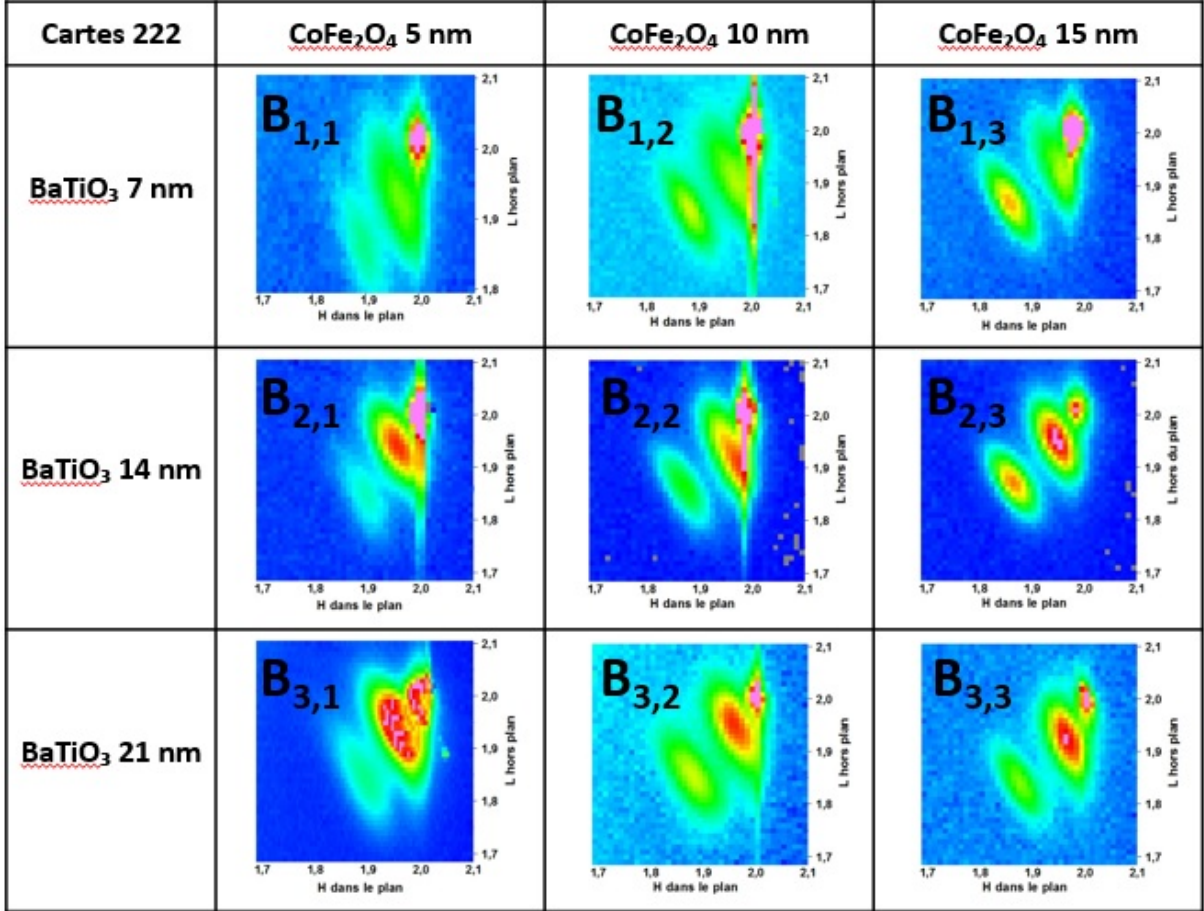 Cartes 222
CoFe₂O₄ 5 nm
CoFe₂O₄ 10 nm
CoFe₂O₄ 15 nm
BaTiO₃ 7 nm
B₁,₁
2,1
2,0
1,9
1,8
L hors plan
1,7 1,8 1,9 2,0 2,1
H dans le plan
B₁,₂
2,1
2,0
1,9
1,8
1,7
L hors plan
1,7 1,8 1,9 2,0 2,1
H dans le plan
B₁,₃
2,1
2,0
1,9
1,8
1,7
L hors plan
1,7 1,8 1,9 2,0 2,1
H dans le plan
BaTiO₃ 14 nm
B₂,₁
2,1
2,0
1,9
1,8
1,7
L hors plan
1,7 1,8 1,9 2,0 2,1
H dans le plan
B₂,₂
2,1
2,0
1,9
1,8
1,7
L hors plan
1,7 1,8 1,9 2,0 2,1
H dans le plan
B₂,₃
2,1
2,0
1,9
1,8
1,7
L hors du plan
1,7 1,8 1,9 2,0 2,1
H dans le plan
BaTiO₃ 21 nm
B₃,₁
2,1
2,0
1,9
1,8
1,7
L hors plan
1,7 1,8 1,9 2,0 2,1
H dans le plan
B₃,₂
2,1
2,0
1,9
1,8
1,7
L hors plan
1,7 1,8 1,9 2,0 2,1
H dans le plan
B₃,₃
2,1
2,0
1,9
1,8
1,7
L hors plan
1,7 1,8 1,9 2,0 2,1
H dans le plan